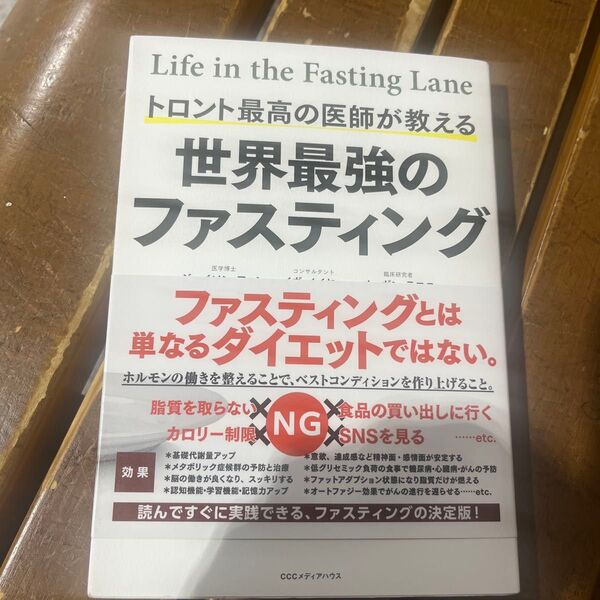 Life in the Fasting Lane
トロント最高の医師が教える
世界最強の
ファスティング
医学博士 コンサルタント 臨床研究者
ファスティングとは
単なるダイエットではない。
ホルモンの働きを整えることで、ベストコンディションを作り上げること。
脂質を取らない × NG × 食品の買い出しに行く
カロリー制限 × × SNSを見る ……etc.
効果
*基礎代謝量アップ
*メタボリック症候群の予防と治療
*脳の働きが良くなり、スッキリする
*認知機能・学習機能・記憶力アップ
*意欲、達成感など精神面・感情面が安定する
*低グリセミック負荷の食事で糖尿病・心臓病・がんの予防
*ファットアダプション状態になり脂質だけが燃える
*オートファジー効果でがんの進行を遅らせる……etc.
読んですぐに実践できる、ファスティングの決定版!
CCCメディアハウス